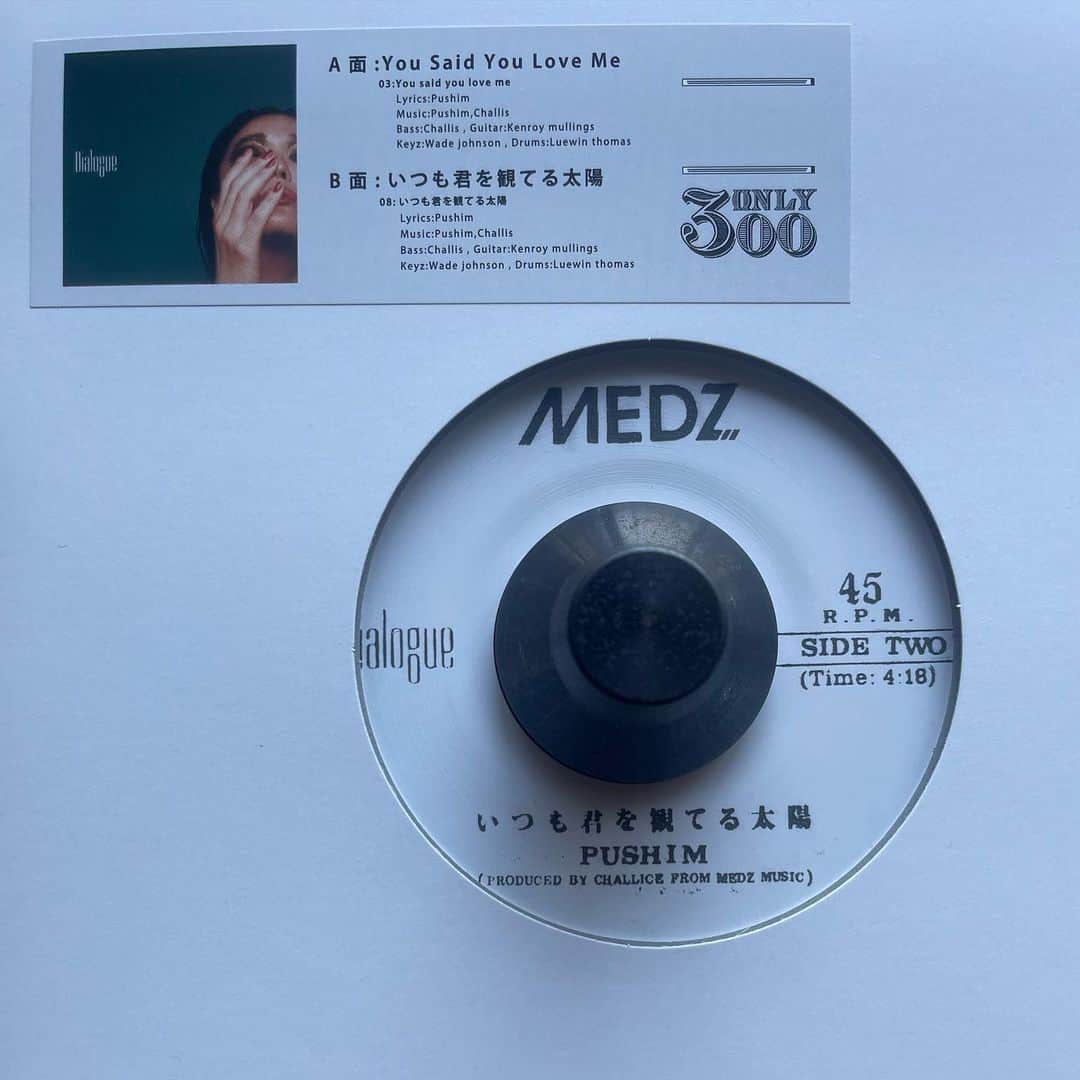 Dialogue
A面:You Said You Love Me
03:You said you love me
Lyrics:Pushim
Music:Pushim,Challis
Bass:Challis , Guitar:Kenroy mullings
Keyz:Wade johnson , Drums:Luewin thomas
B面:いつも君を観てる太陽
08:いつも君を観てる太陽
Lyrics:Pushim
Music:Pushim,Challis
Bass:Challis , Guitar:Kenroy mullings
Keyz:Wade johnson , Drums:Luewin thomas
ONLY
300
MEDZ
45
R.P.M.
SIDE TWO
(Time: 4:18)
ialogue
いつも君を観てる太陽
PUSHIM
(PRODUCED BY CHALLICE FROM MEDZ MUSIC)